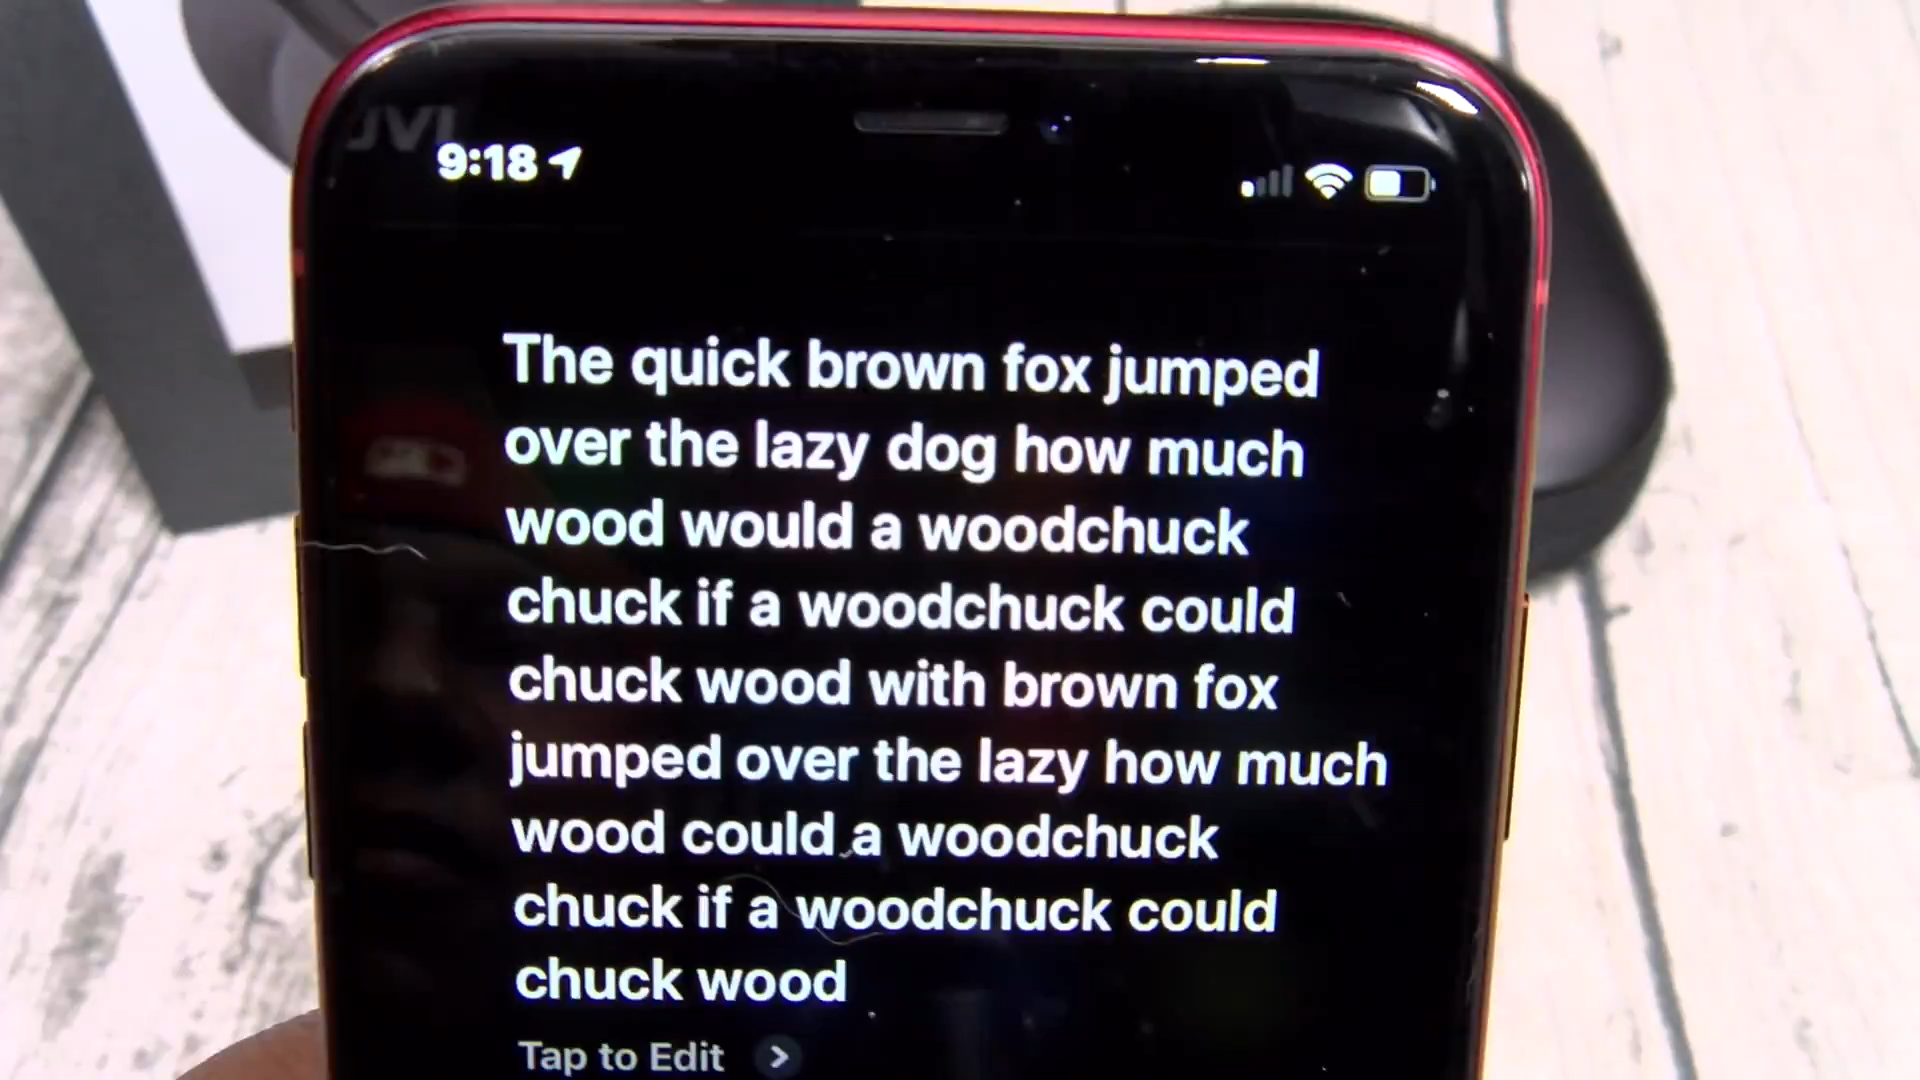 9:18
The quick brown fox jumped
over the lazy dog how much
wood would a woodchuck
chuck if a woodchuck could
chuck wood with brown fox
jumped over the lazy how much
wood could a woodchuck
chuck if a woodchuck could
chuck wood
Tap to Edit >